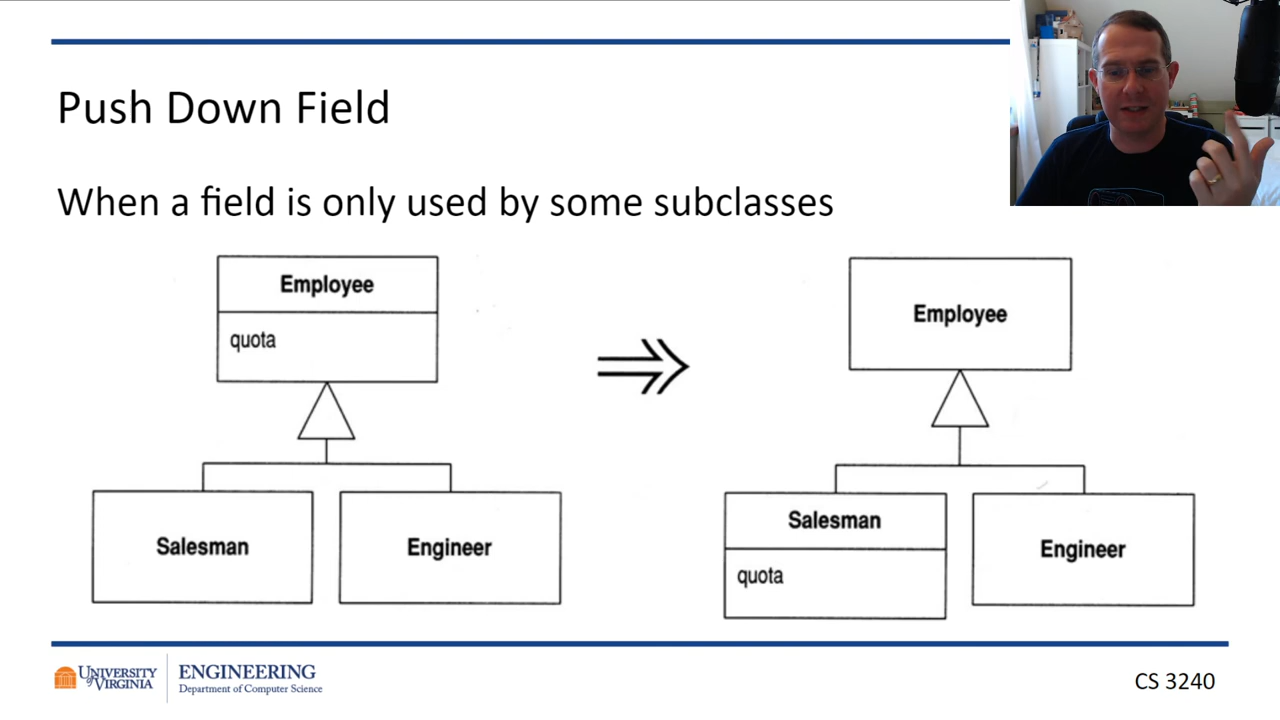 Push Down Field
When a field is only used by some subclasses
Employee
quota
Salesman
Engineer
Employee
Salesman
quota
Engineer
UNIVERSITY
of VIRGINIA
ENGINEERING
Department of Computer Science
CS 3240